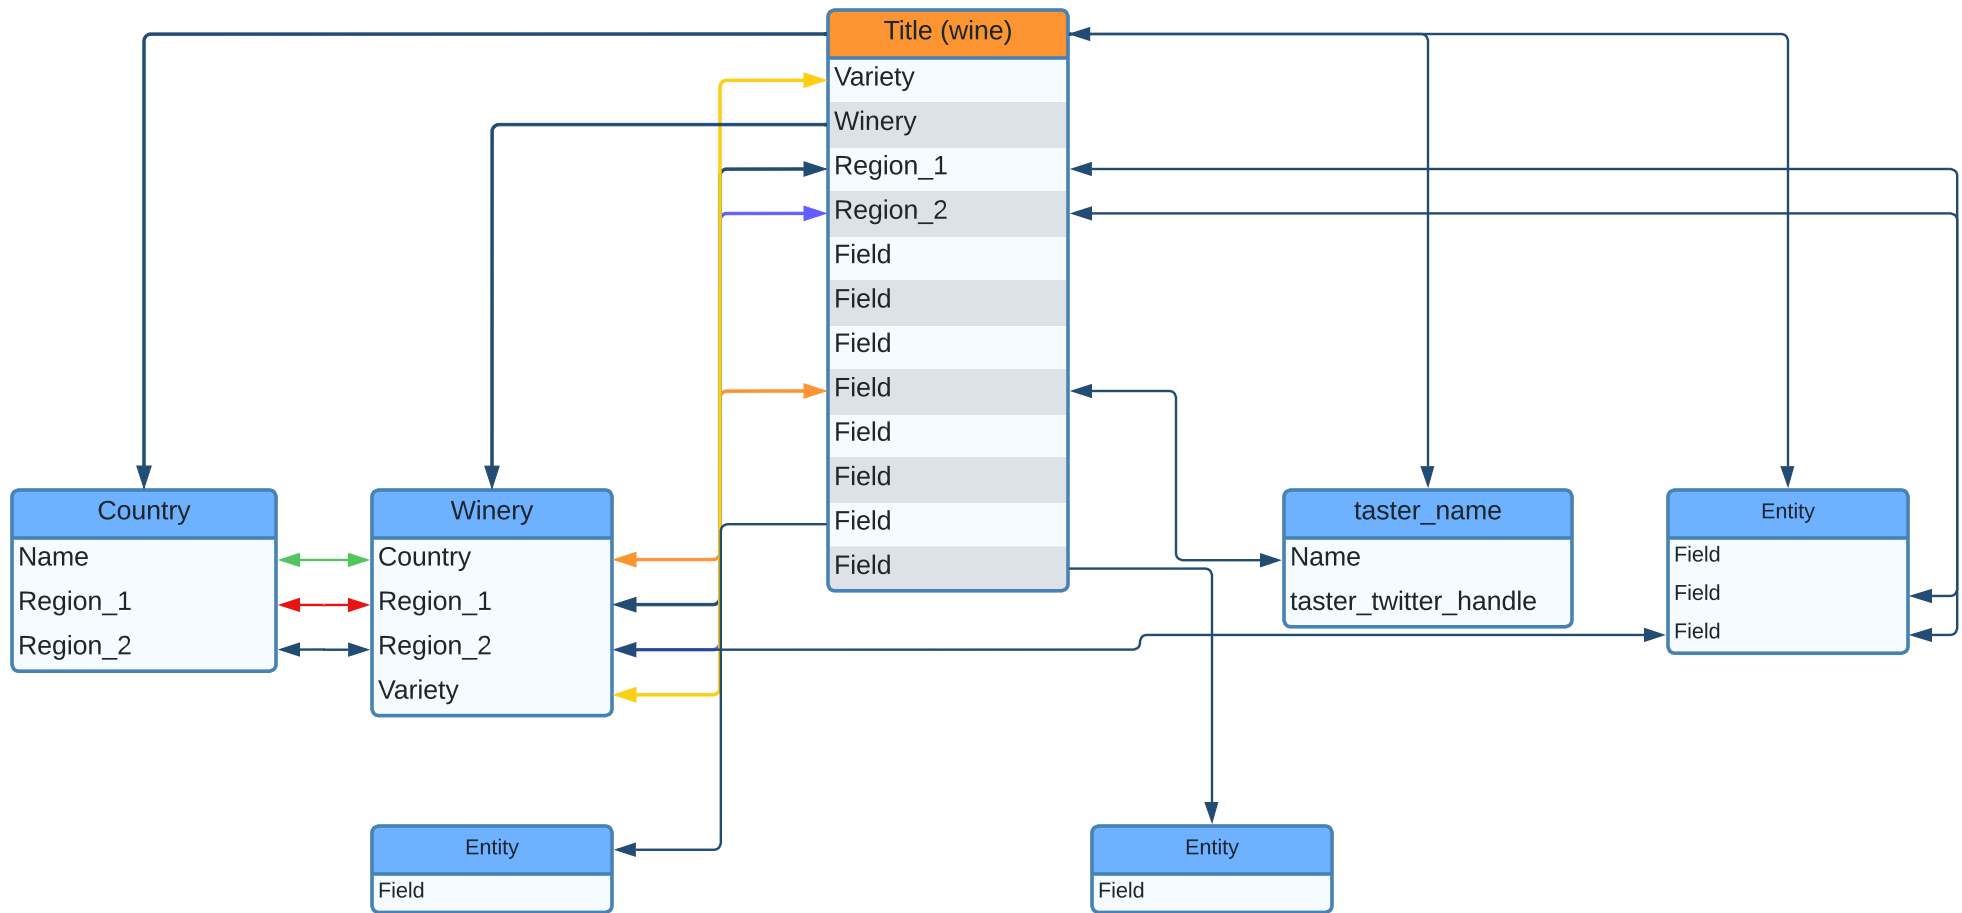 Title (wine)
Variety
Winery
Region_1
Region_2
Field
Field
Field
Field
Field
Field
Field
Field
Country
Name
Region_1
Region_2
Winery
Country
Region_1
Region_2
Variety
taster_name
Name
taster_twitter_handle
Entity
Field
Field
Field
Entity
Field
Entity
Field